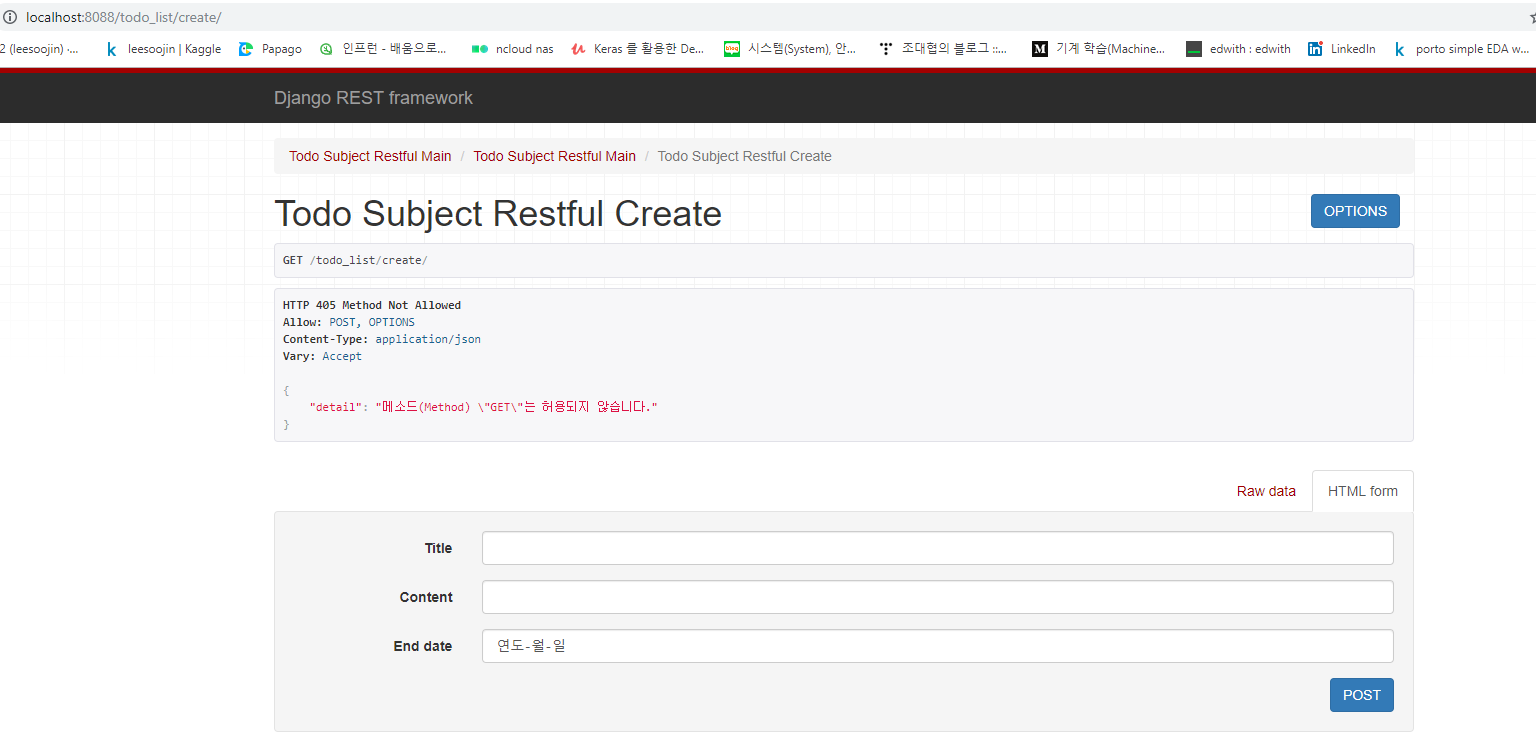 localhost:8088/todo_list/create/
2 (leesoojin) -... leesoojin | Kaggle Papago 인프런 - 배움으로... ncloud nas Keras 를 활용한 De... 시스템(System), 안... 조대협의 블로그 ::... 기계 학습(Machine... edwith : edwith LinkedIn porto simple EDA w...
Django REST framework
Todo Subject Restful Main / Todo Subject Restful Main / Todo Subject Restful Create
Todo Subject Restful Create
OPTIONS
GET /todo_list/create/
HTTP 405 Method Not Allowed
Allow: POST, OPTIONS
Content-Type: application/json
Vary: Accept
{
"detail": "메소드(Method) \"GET\"는 허용되지 않습니다."
}
Raw data HTML form
Title
Content
End date 연도-월-일
POST